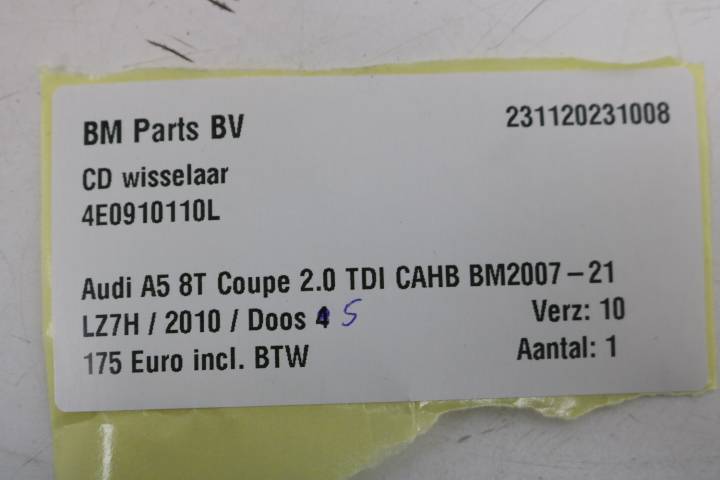 BM Parts BV 231120231008
CD wisselaar
4E0910110L
Audi A5 8T Coupe 2.0 TDI CAHB BM2007-21
LZ7H / 2010 / Doos 4 5 Verz: 10
175 Euro incl. BTW Aantal: 1